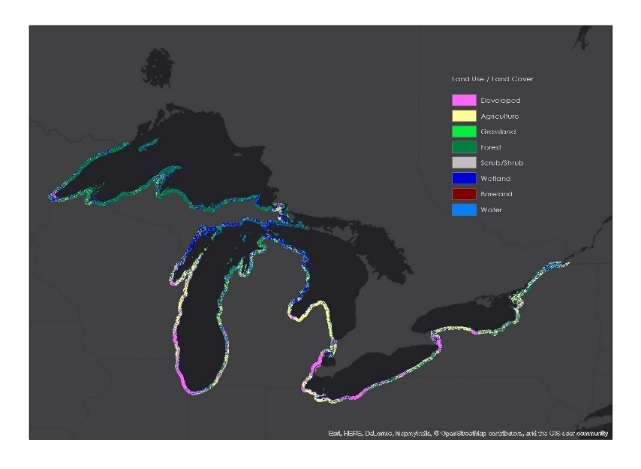 Land Use / Land Cover
Developed
Agriculture
Grassland
Forest
Scrub/Shrub
Wetland
Bareland
Water
Esri, HERE, DeLorme, MapmyIndia, © OpenStreetMap contributors, and the GIS user community